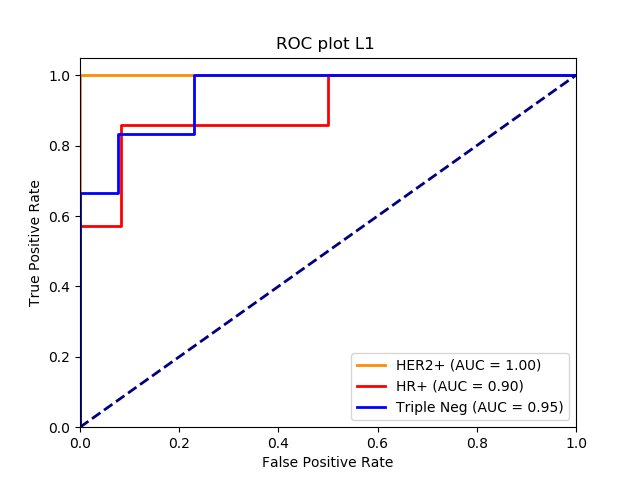 ROC plot L1
True Positive Rate
1.0
0.8
0.6
0.4
0.2
0.0
HER2+ (AUC = 1.00)
HR+ (AUC = 0.90)
Triple Neg (AUC = 0.95)
0.0 0.2 0.4 0.6 0.8 1.0
False Positive Rate